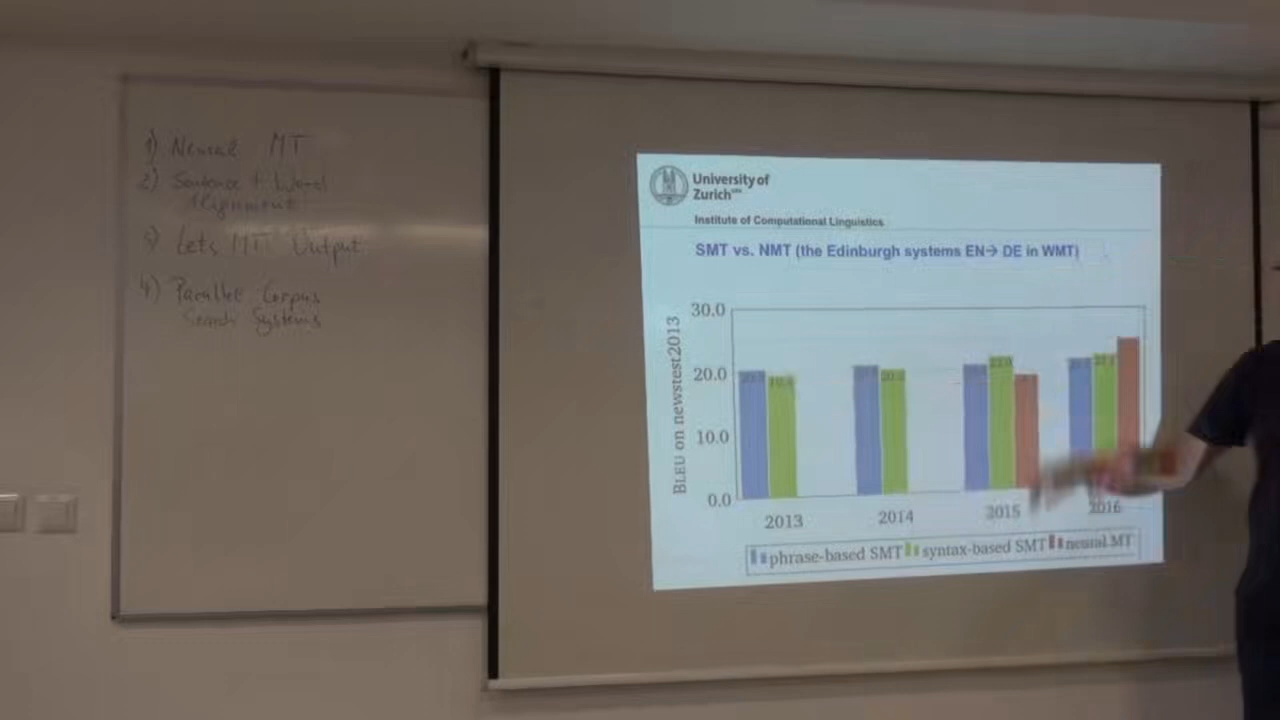 1) Neural MT
2) Sentence + Word
Alignment
3) Lets MT Output
4) Parallel Corpus
Search Systems
University of
Zurich
Institute of Computational Linguistics
SMT vs. NMT (the Edinburgh systems EN→ DE in WMT)
BLEU on newstest2013
30.0
20.0
10.0
0.0
2013
2014
2015
2016
phrase-based SMT syntax-based SMT neural MT